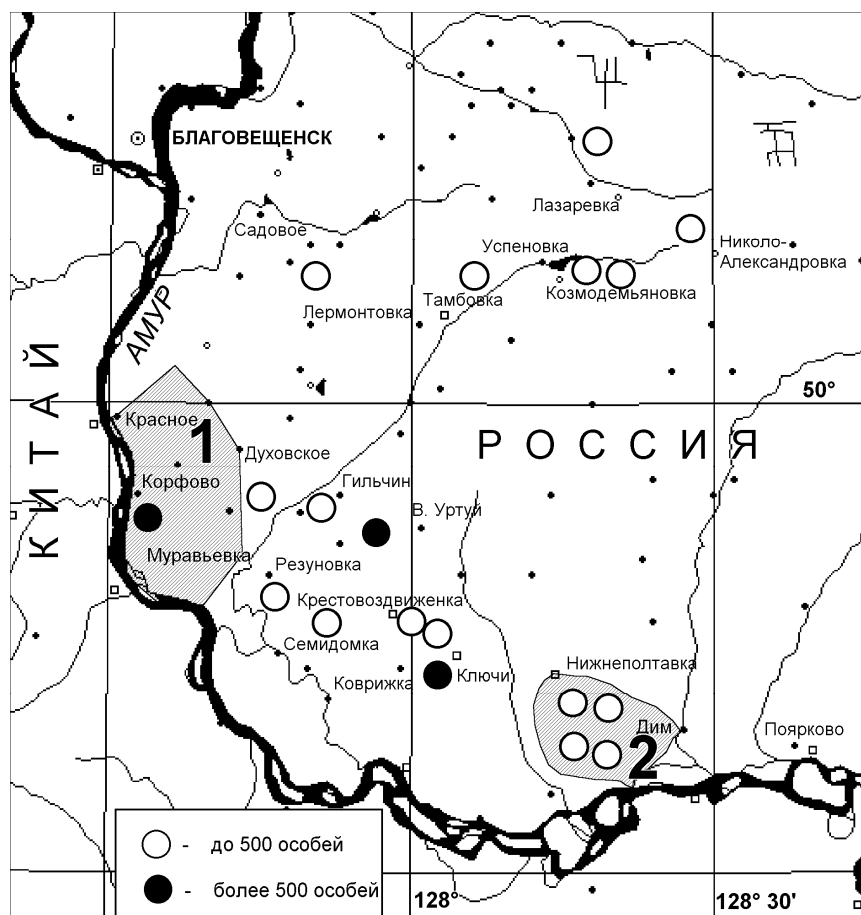 БЛАГОВЕЩЕНСК
Лазаревка
Садовое
Успеновка
Николо-
Александровка
Лермонтовка
Тамбовка
Козмодемьяновка
АМУР
КИТАЙ
50°
Красное
1
РОССИЯ
Духовское
Корфово
Гильчин
В. Уртуй
Муравьевка
Резуновка
Крестовоздвиженка
Семидомка
Нижнеполтавка
Ключи
Коврижка
Дим
2
Поярково
- до 500 особей
- более 500 особей
128°
128° 30'